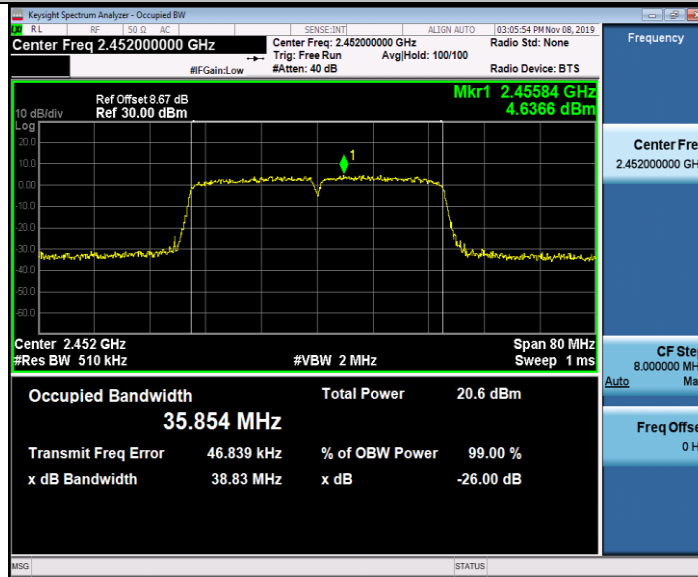 Keysight Spectrum Analyzer - Occupied BW
RL RF 50 Ω AC SENSE:INT ALIGN AUTO 03:05:54 PM Nov 08, 2019
Center Freq 2.452000000 GHz
Center Freq: 2.452000000 GHz Radio Std: None
Trig: Free Run Avg|Hold: 100/100
#IFGain:Low #Atten: 40 dB Radio Device: BTS
Frequency
Mkr1 2.45584 GHz
4.6366 dBm
Ref Offset 8.67 dB
10 dB/div Ref 30.00 dBm
Log
20.0
10.0
0.00
-10.0
-20.0
-30.0
-40.0
-50.0
-60.0
1
Center 2.452 GHz Span 80 MHz
#Res BW 510 kHz #VBW 2 MHz Sweep 1 ms
Occupied Bandwidth Total Power 20.6 dBm
35.854 MHz
Transmit Freq Error 46.839 kHz % of OBW Power 99.00 %
x dB Bandwidth 38.83 MHz x dB -26.00 dB
Center Fre
2.452000000 GH
CF Ste
8.000000 MH
Auto Ma
Freq Offse
0 H
MSG STATUS